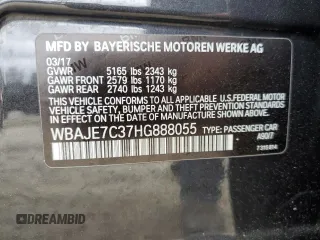 MFD BY BAYERISCHE MOTOREN WERKE AG
03/17
GVWR 5165 lbs 2343 kg
GAWR FRONT 2579 lbs 1170 kg
GAWR REAR 2740 lbs 1243 kg
THIS VEHICLE CONFORMS TO ALL APPLICABLE U.S. FEDERAL MOTOR
VEHICLE SAFETY, BUMPER, AND THEFT PREVENTION STANDARDS
IN EFFECT ON THE DATE OF MANUFACTURE SHOWN ABOVE.
WBAJE7C37HG888055 TYPE: PASSENGER CAR
A90/7
DREAMBID